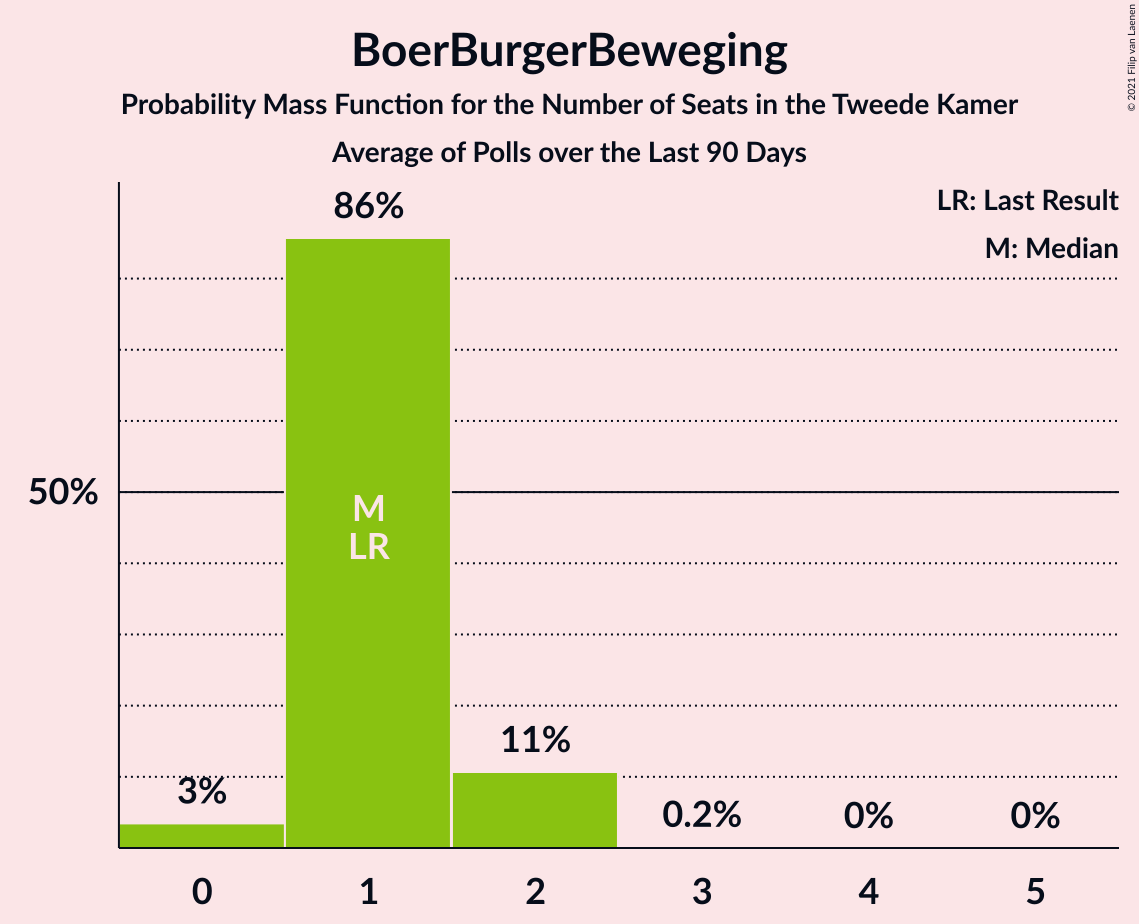 BoerBurgerBeweging
Probability Mass Function for the Number of Seats in the Tweede Kamer
Average of Polls over the Last 90 Days
© 2021 Filip van Laenen
LR: Last Result
M: Median
86%
50%
M
LR
11%
3%
0.2%
0%
0%
0
1
2
3
4
5